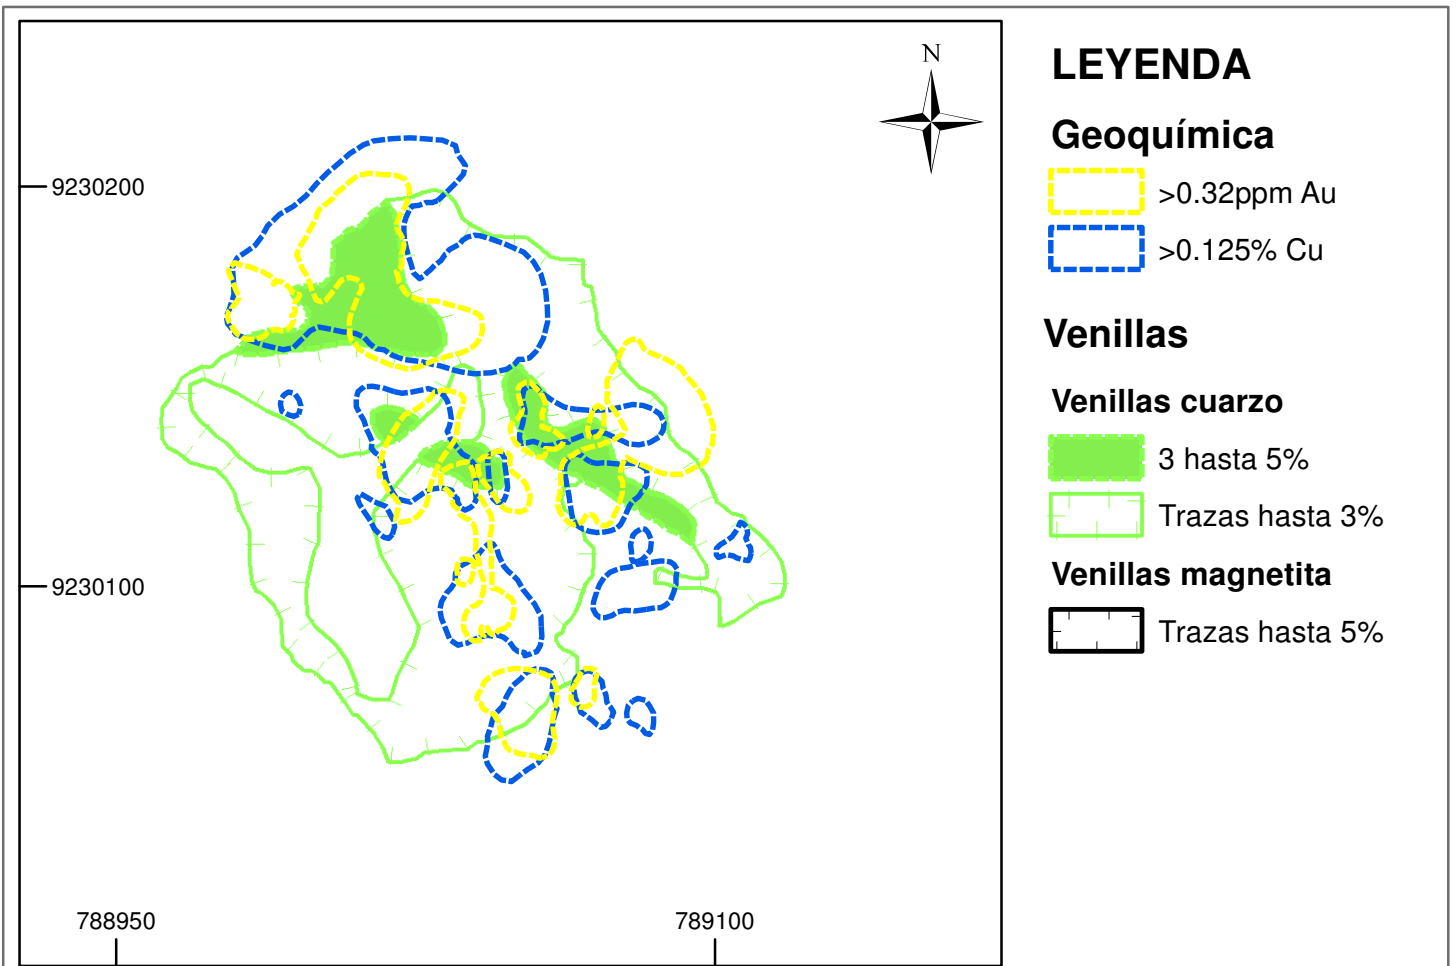 N
9230200
9230100
788950
789100
LEYENDA
Geoquímica
>0.32ppm Au
>0.125% Cu
Venillas
Venillas cuarzo
3 hasta 5%
Trazas hasta 3%
Venillas magnetita
Trazas hasta 5%